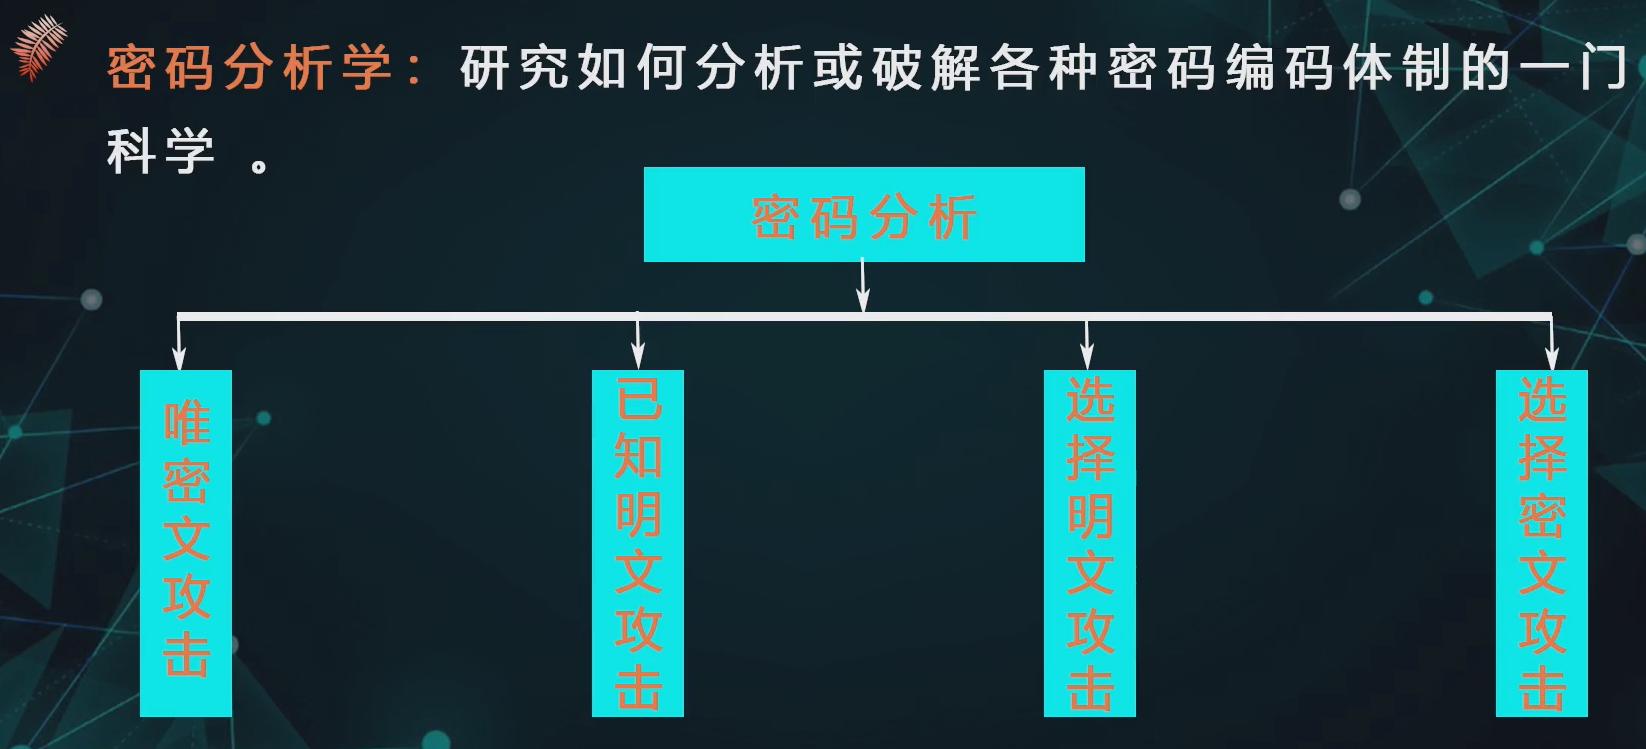 密码分析学：研究如何分析或破解各种密码编码体制的一门
科学 。
密码分析
唯密文攻击
已知明文攻击
选择明文攻击
选择密文攻击